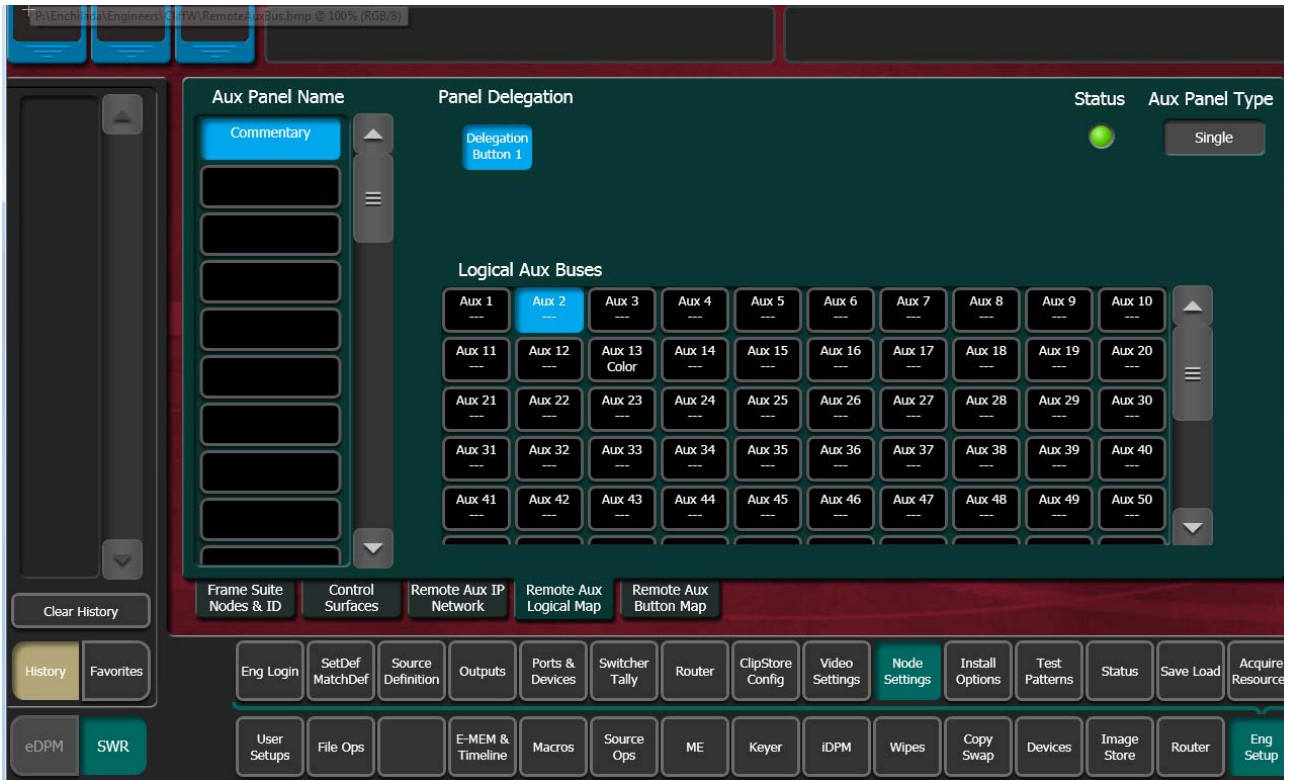 P:\Enchilada\Engineers\CliffW\RemoteAuxBus.bmp @ 100% (RGB/8)
Aux Panel Name
Panel Delegation
Status
Aux Panel Type
Commentary
Delegation
Button 1
Single
Logical Aux Buses
Aux 1
---
Aux 2
---
Aux 3
---
Aux 4
---
Aux 5
---
Aux 6
---
Aux 7
---
Aux 8
---
Aux 9
---
Aux 10
---
Aux 11
---
Aux 12
---
Aux 13
Color
Aux 14
---
Aux 15
---
Aux 16
---
Aux 17
---
Aux 18
---
Aux 19
---
Aux 20
---
Aux 21
---
Aux 22
---
Aux 23
---
Aux 24
---
Aux 25
---
Aux 26
---
Aux 27
---
Aux 28
---
Aux 29
---
Aux 30
---
Aux 31
---
Aux 32
---
Aux 33
---
Aux 34
---
Aux 35
---
Aux 36
---
Aux 37
---
Aux 38
---
Aux 39
---
Aux 40
---
Aux 41
---
Aux 42
---
Aux 43
---
Aux 44
---
Aux 45
---
Aux 46
---
Aux 47
---
Aux 48
---
Aux 49
---
Aux 50
---
Frame Suite
Nodes & ID
Control
Surfaces
Remote Aux IP
Network
Remote Aux
Logical Map
Remote Aux
Button Map
Clear History
History
Favorites
Eng Login
SetDef
MatchDef
Source
Definition
Outputs
Ports &
Devices
Switcher
Tally
Router
ClipStore
Config
Video
Settings
Node
Settings
Install
Options
Test
Patterns
Status
Save Load
Acquire
Resource
eDPM
SWR
User
Setups
File Ops
E-MEM &
Timeline
Macros
Source
Ops
ME
Keyer
iDPM
Wipes
Copy
Swap
Devices
Image
Store
Router
Eng
Setup